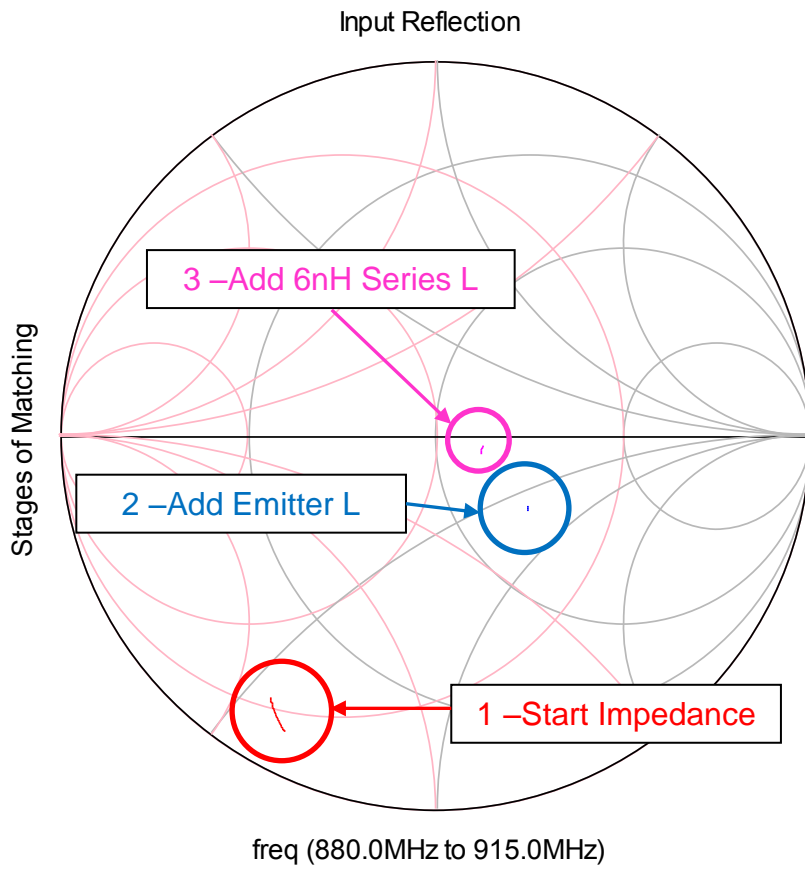 Input Reflection
3 –Add 6nH Series L
Stages of Matching
2 –Add Emitter L
1 –Start Impedance
freq (880.0MHz to 915.0MHz)